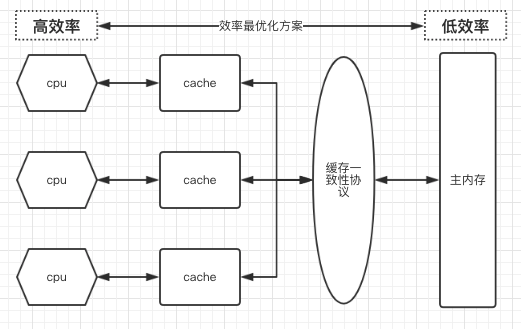 高效率
效率最优化方案
低效率
cpu
cache
cpu
cache
缓存一
致性协
议
主内存
cpu
cache